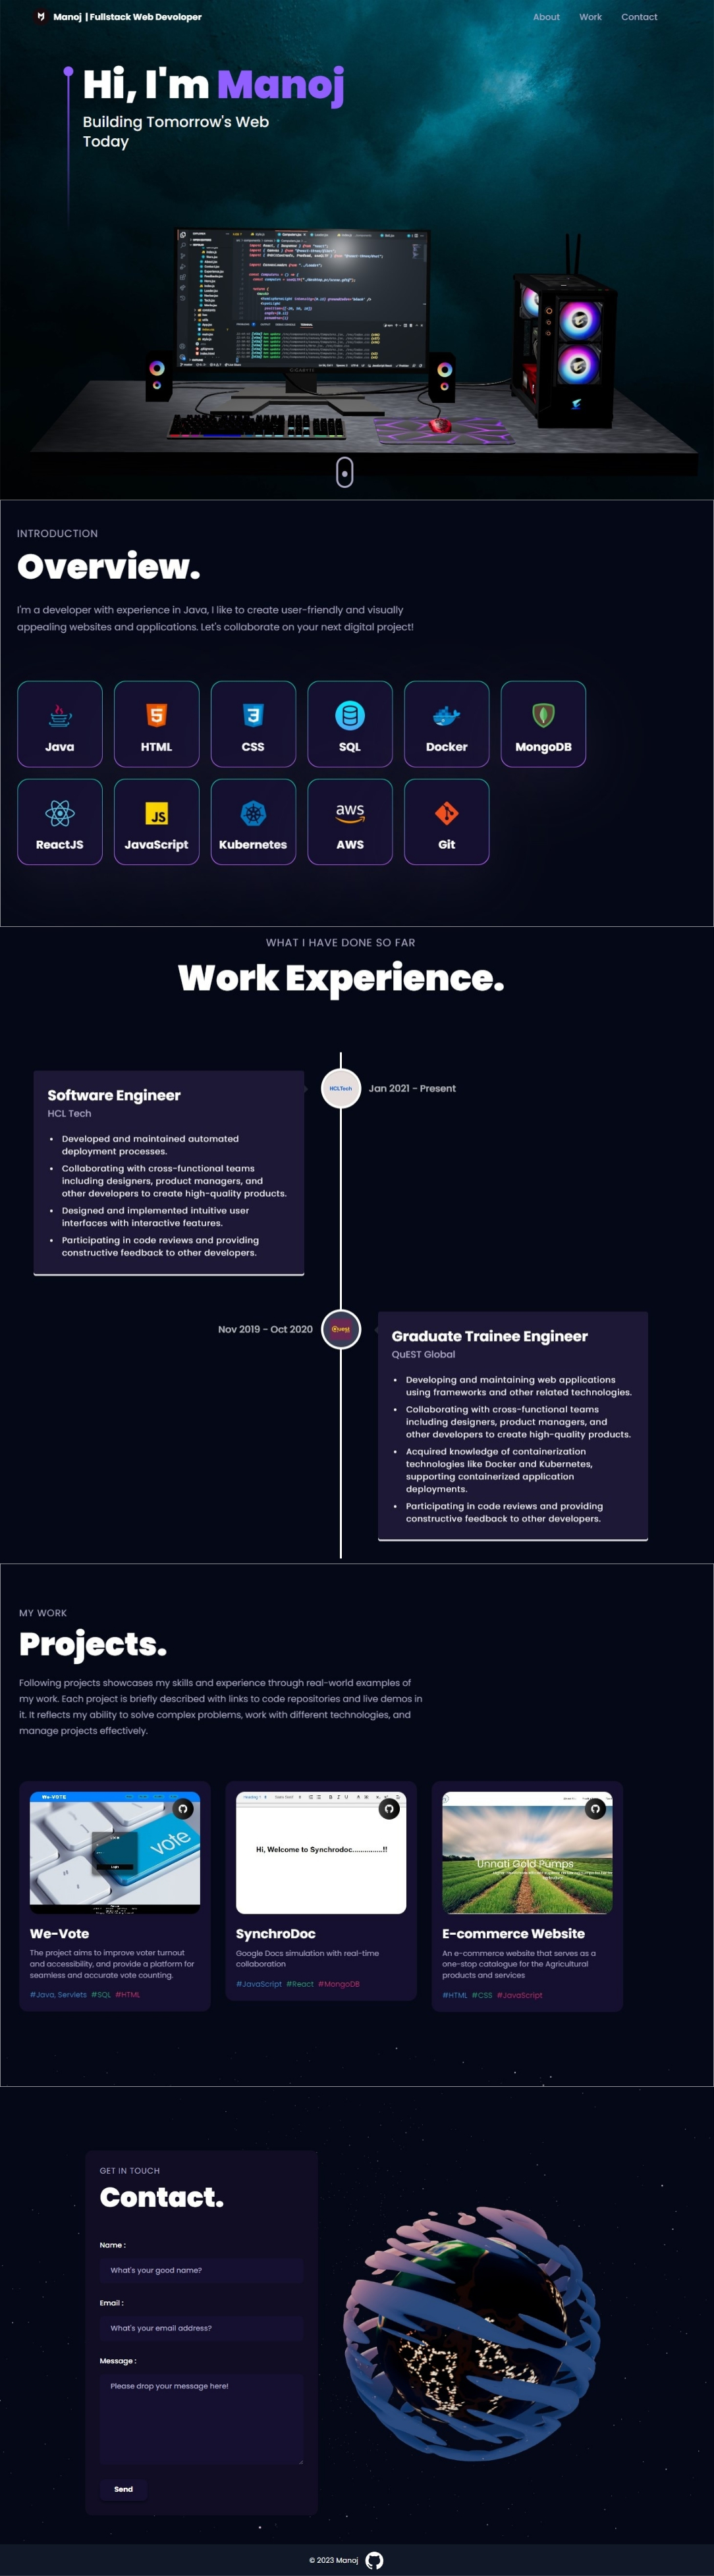 Manoj | Fullstack Web Devoloper
About Work Contact
Hi, I'm Manoj
Building Tomorrow's Web
Today
INTRODUCTION
Overview.
I'm a developer with experience in Java, I like to create user-friendly and visually
appealing websites and applications. Let's collaborate on your next digital project!
Java HTML CSS SQL Docker MongoDB
aws
ReactJS JavaScript Kubernetes AWS Git
WHAT I HAVE DONE SO FAR
Work Experience.
HCLTech
Jan 2021 - Present
Software Engineer
HCL Tech
• Developed and maintained automated
deployment processes.
• Collaborating with cross-functional teams
including designers, product managers, and
other developers to create high-quality products.
• Designed and implemented intuitive user
interfaces with interactive features.
• Participating in code reviews and providing
constructive feedback to other developers.
Nov 2019 - Oct 2020
Quest
Graduate Trainee Engineer
QuEST Global
• Developing and maintaining web applications
using frameworks and other related technologies.
• Collaborating with cross-functional teams
including designers, product managers, and
other developers to create high-quality products.
• Acquired knowledge of containerization
technologies like Docker and Kubernetes,
supporting containerized application
deployments.
• Participating in code reviews and providing
constructive feedback to other developers.
MY WORK
Projects.
Following projects showcases my skills and experience through real-world examples of
my work. Each project is briefly described with links to code repositories and live demos in
it. It reflects my ability to solve complex problems, work with different technologies, and
manage projects effectively.
We-VOTE
vote
We-Vote
The project aims to improve voter turnout
and accessibility, and provide a platform for
seamless and accurate vote counting.
#Java, Servlets #SQL #HTML
Hi, Welcome to Synchrodoc...............!!
SynchroDoc
Google Docs simulation with real-time
collaboration
#JavaScript #React #MongoDB
Unnati Gold Pumps
E-commerce Website
An e-commerce website that serves as a
one-stop catalogue for the Agricultural
products and services
#HTML #CSS #JavaScript
GET IN TOUCH
Contact.
Name :
What's your good name?
Email :
What's your email address?
Message :
Please drop your message here!
Send
© 2023 Manoj